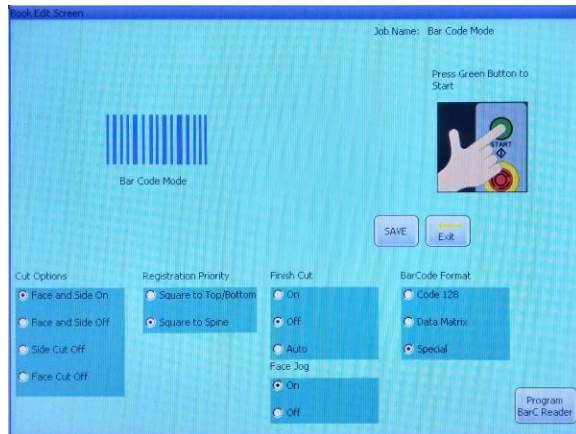 Book Edit Screen
Job Name: Bar Code Mode
Press Green Button to
Start
START
Bar Code Mode
SAVE
Exit
Cut Options
Face and Side On
Face and Side Off
Side Cut Off
Face Cut Off
Registration Priority
Square to Top/Bottom
Square to Spine
Finish Cut
On
Off
Auto
Face Jog
On
Off
BarCode Format
Code 128
Data Matrix
Special
Program
BarC Reader